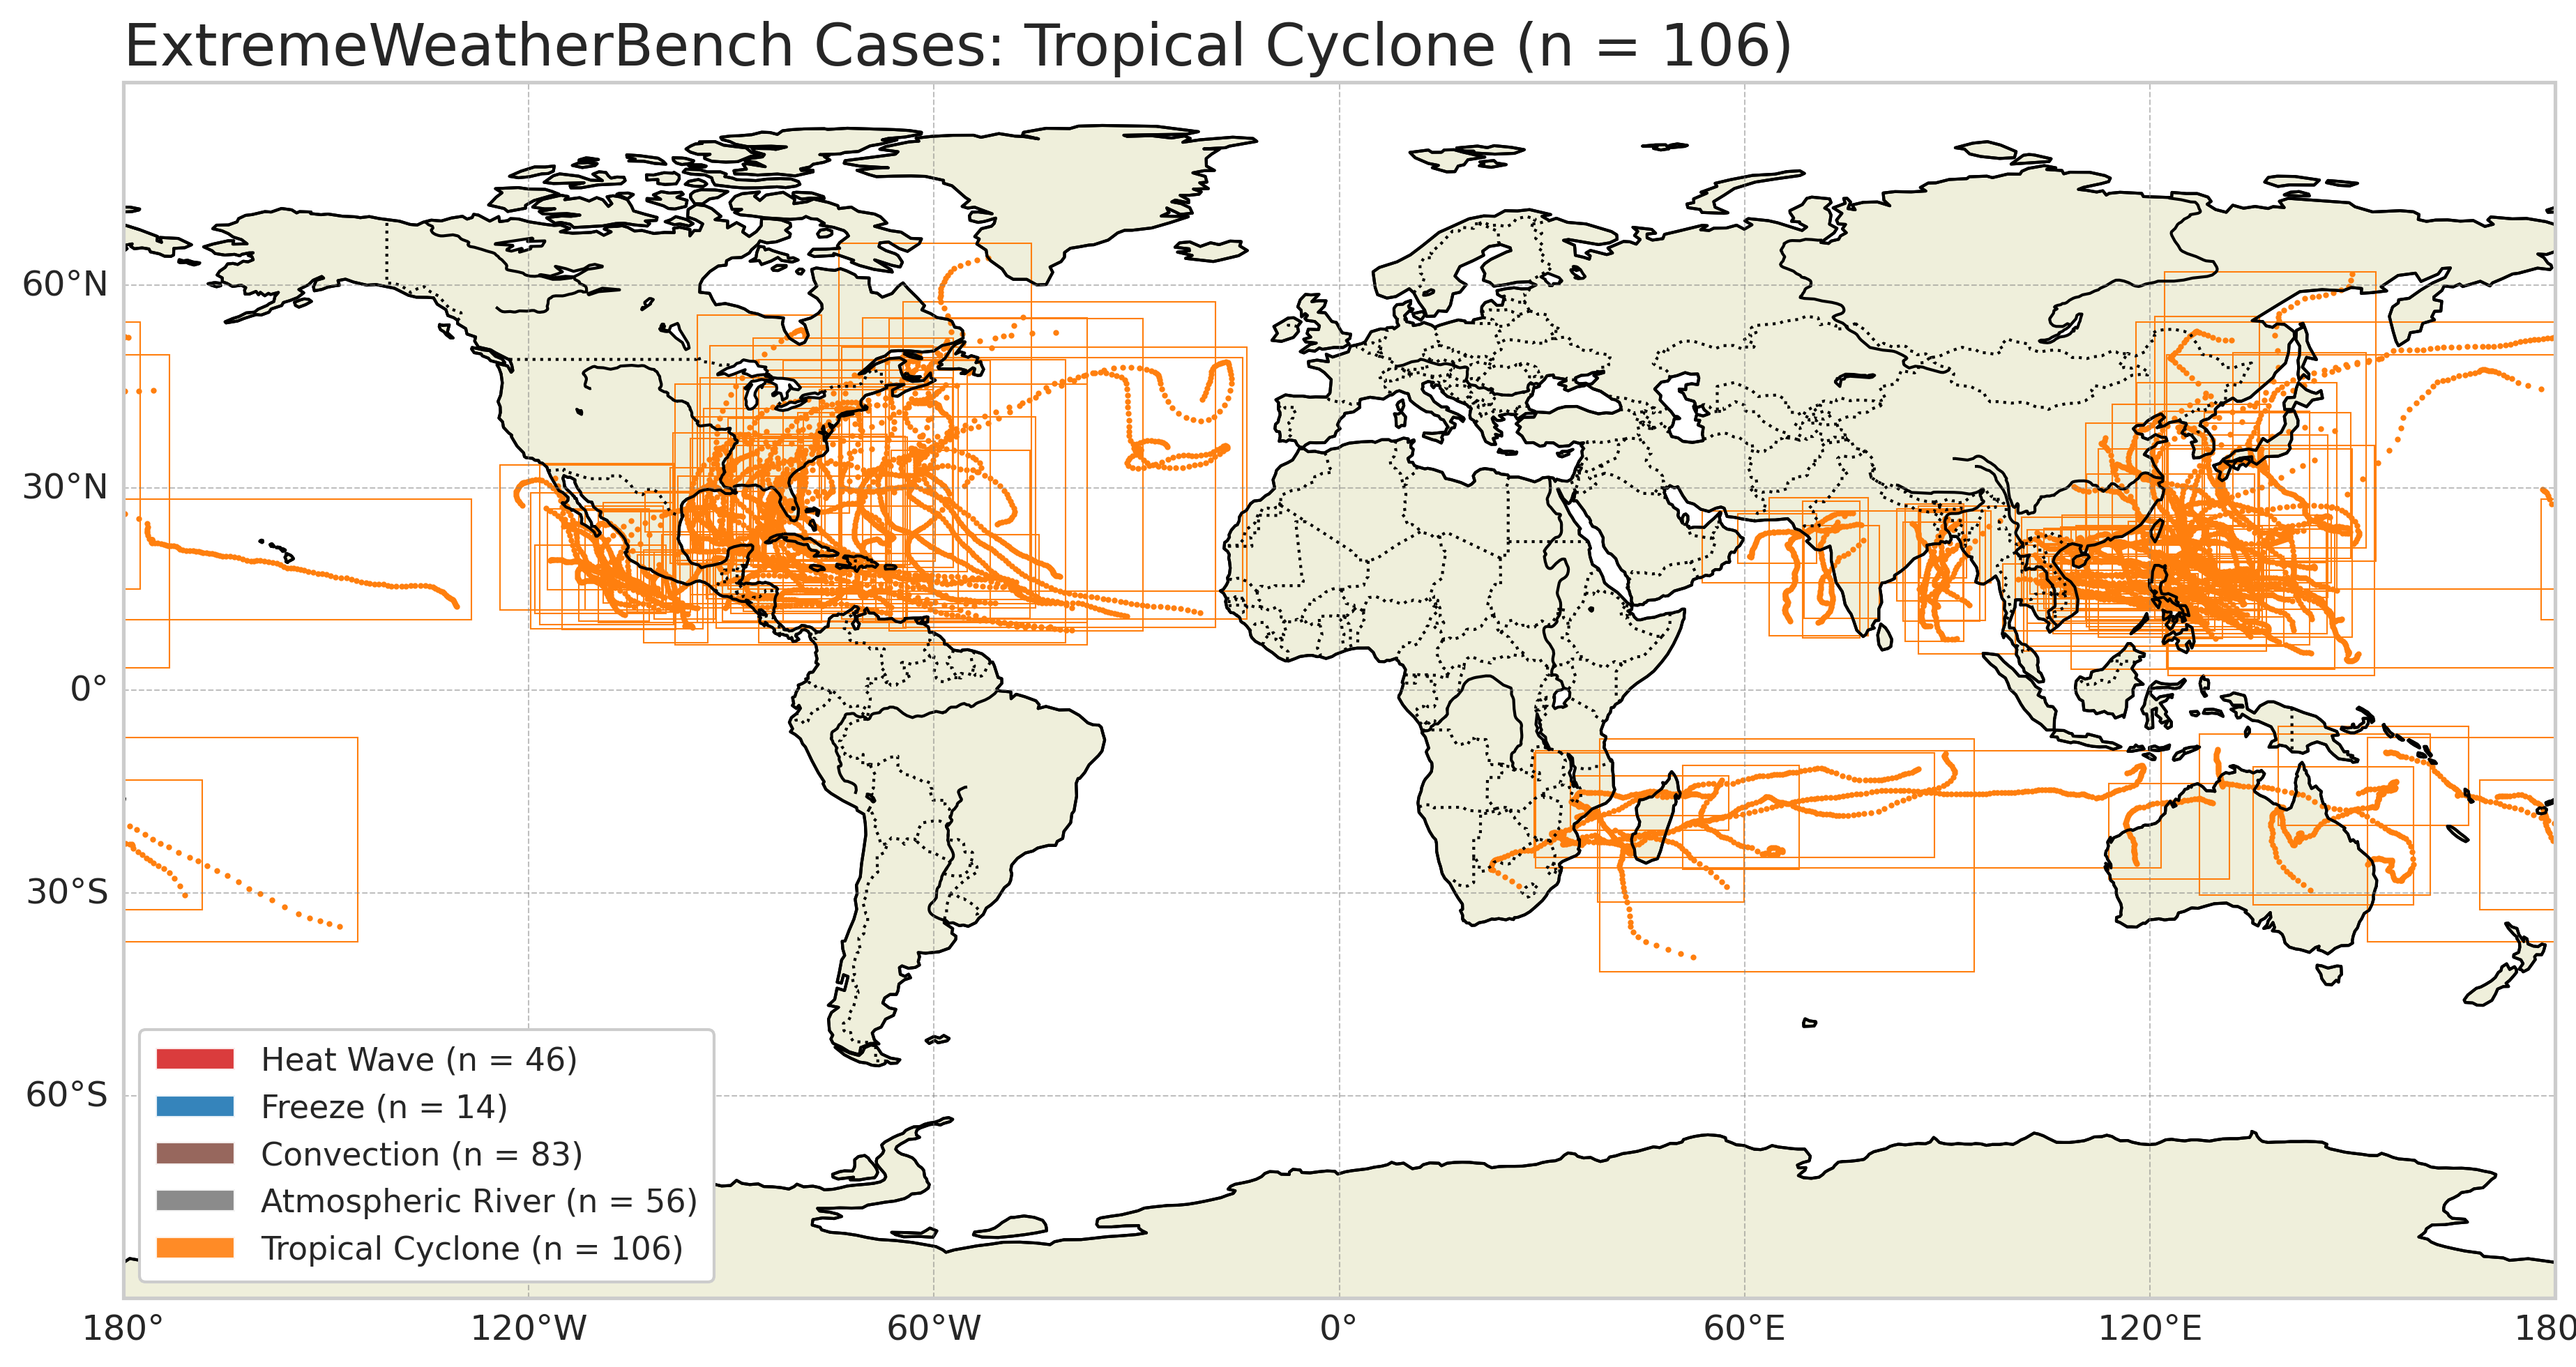 ExtremeWeatherBench Cases: Tropical Cyclone (n = 106)
60°N
30°N
0°
30°S
60°S
Heat Wave (n = 46)
Freeze (n = 14)
Convection (n = 83)
Atmospheric River (n = 56)
Tropical Cyclone (n = 106)
180° 120°W 60°W 0° 60°E 120°E 180